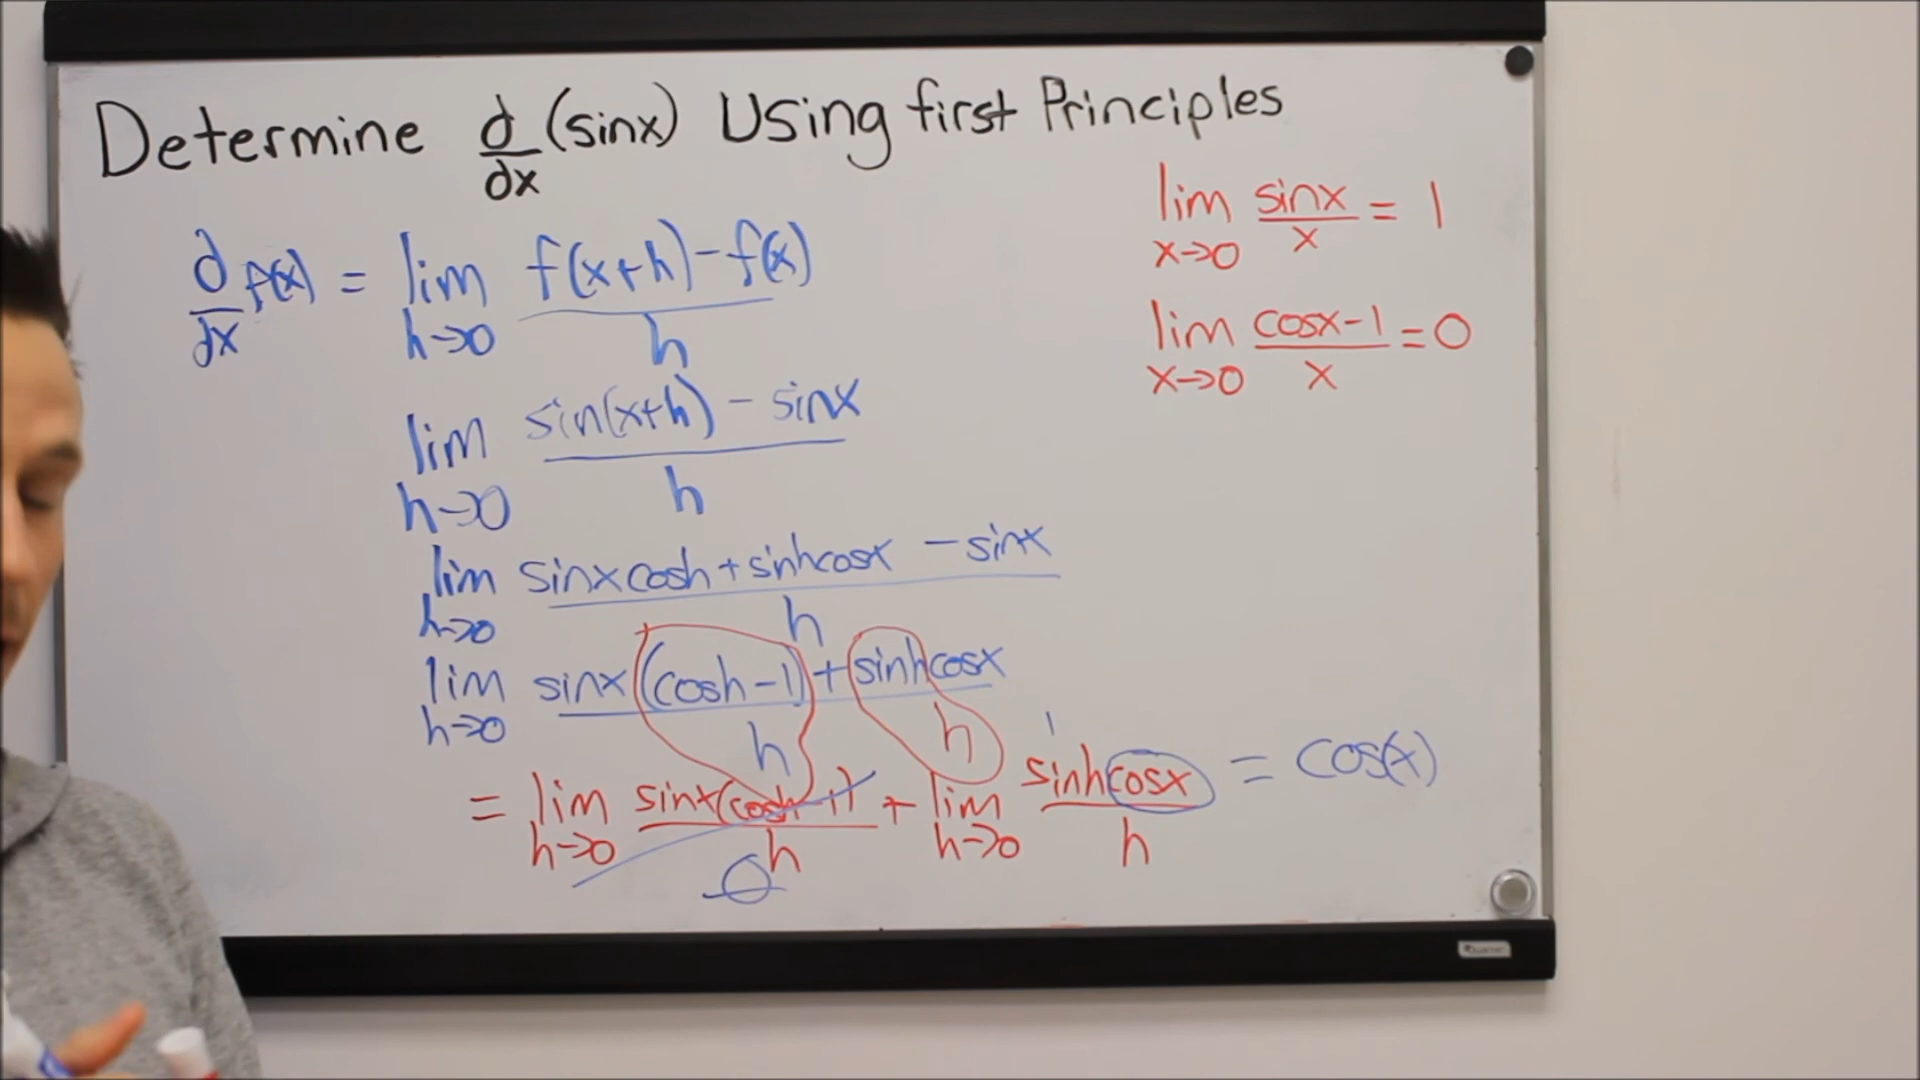 Determine d/dx (sinx) Using first Principles
lim x→0 sinx/x = 1
lim x→0 cosx-1/x = 0
d/dx f(x) = lim h→0 f(x+h)-f(x)/h
lim h→0 sin(x+h) - sinx/h
lim h→0 sinxcosh+sinhcosx - sinx/h
lim h→0 sinx(cosh-1)+sinhcosx/h
= lim h→0 sinx(cosh-1)/h + lim h→0 sinhcosx/h = cos(x)
0
1